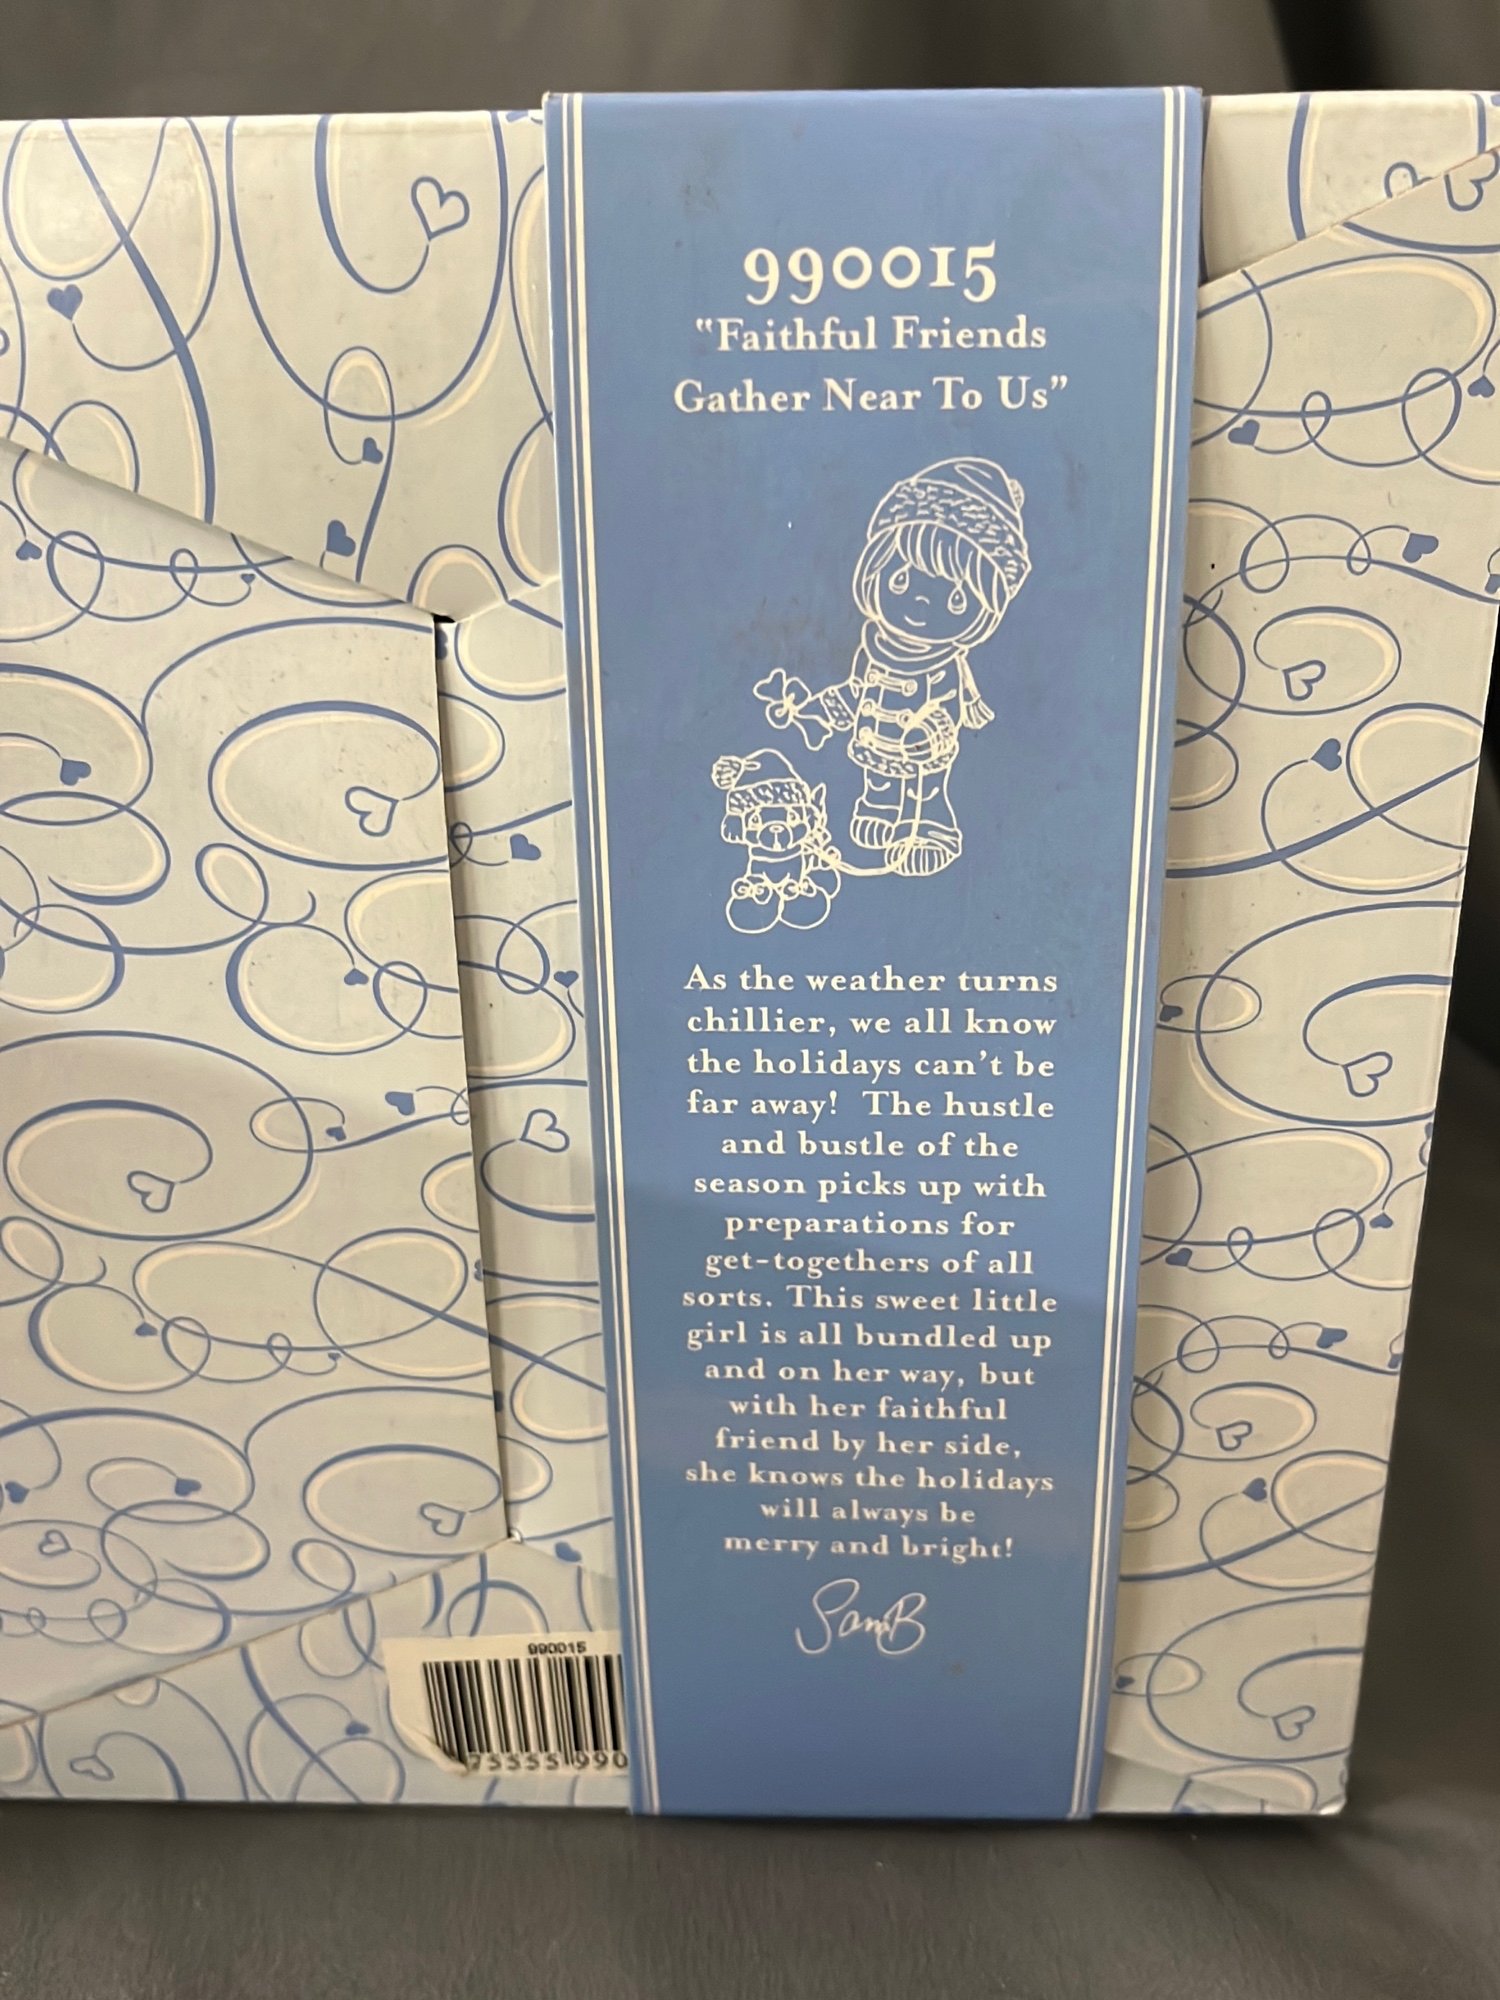 990015
“Faithful Friends
Gather Near To Us”
As the weather turns
chillier, we all know
the holidays can't be
far away!  The hustle
and bustle of the
season picks up with
preparations for
get-togethers of all
sorts. This sweet little
girl is all bundled up
and on her way, but
with her faithful
friend by her side,
she knows the holidays
will always be
merry and bright!
SamB
990015
75555 990